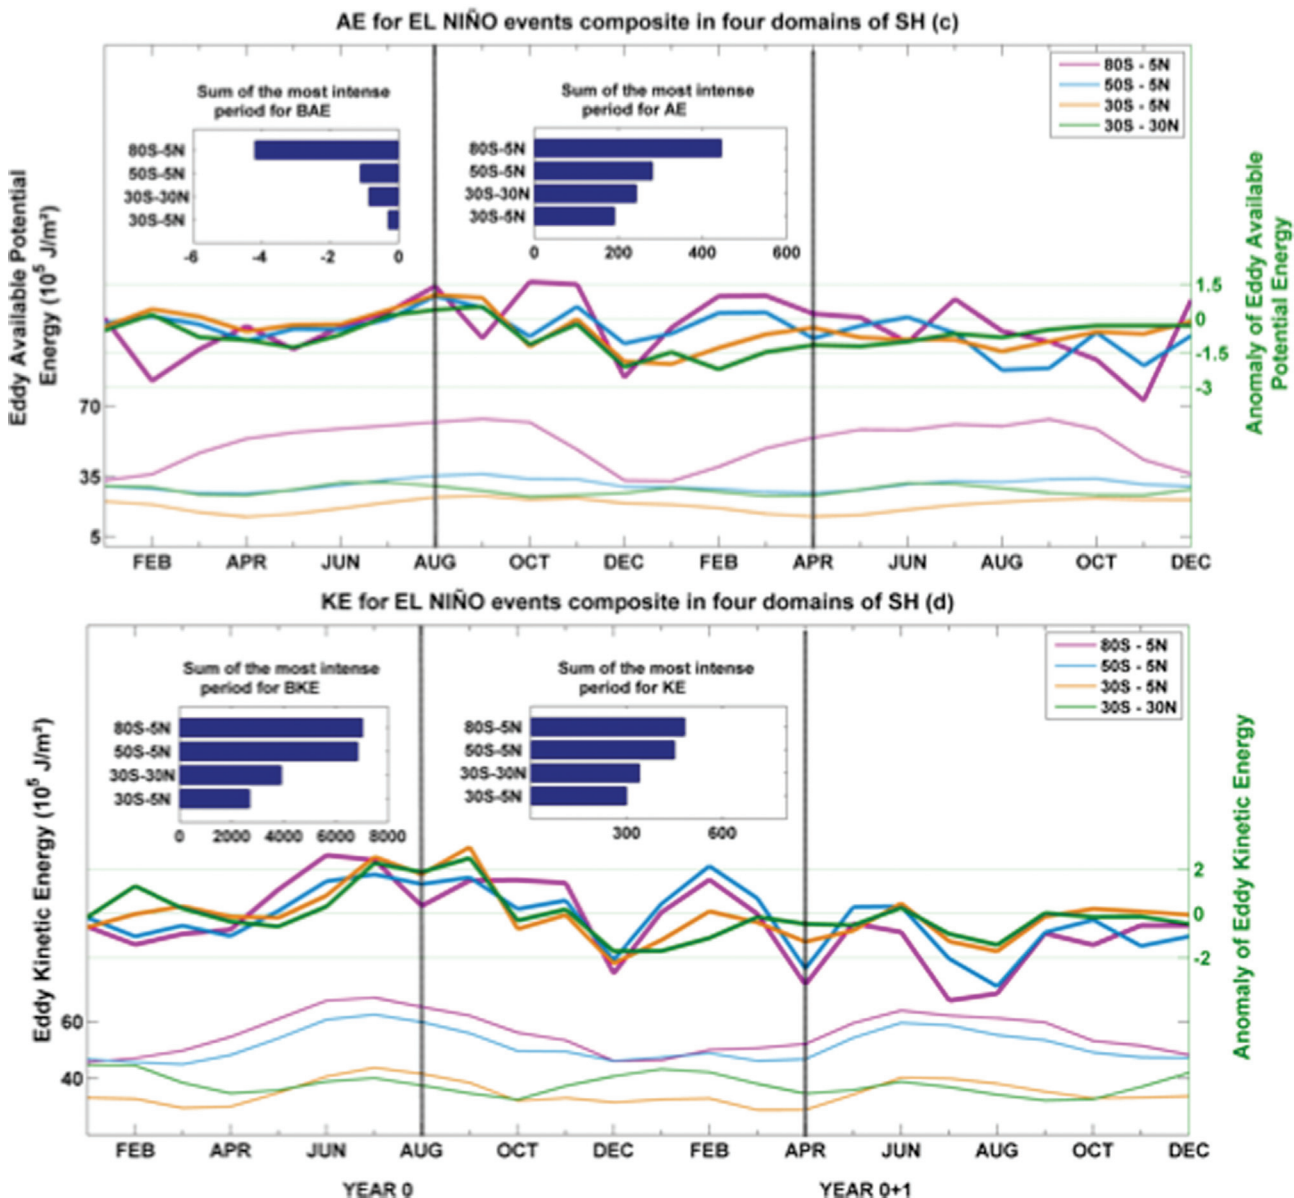 AE for EL NIÑO events composite in four domains of SH (c)
80S - 5N
50S - 5N
30S - 5N
30S - 30N
Sum of the most intense
period for BAE
80S-5N
50S-5N
30S-30N
30S-5N
-6 -4 -2 0
Sum of the most intense
period for AE
80S-5N
50S-5N
30S-30N
30S-5N
0 200 400 600
Eddy Available Potential
Energy (10⁵ J/m²)
70
35
5
1.5
0
-1.5
-3
Anomaly of Eddy Available
Potential Energy
FEB APR JUN AUG OCT DEC FEB APR JUN AUG OCT DEC
KE for EL NIÑO events composite in four domains of SH (d)
80S - 5N
50S - 5N
30S - 5N
30S - 30N
Sum of the most intense
period for BKE
80S-5N
50S-5N
30S-30N
30S-5N
0 2000 4000 6000 8000
Sum of the most intense
period for KE
80S-5N
50S-5N
30S-30N
30S-5N
300 600
Eddy Kinetic Energy (10⁵ J/m²)
60
40
2
0
-2
Anomaly of Eddy Kinetic Energy
FEB APR JUN AUG OCT DEC FEB APR JUN AUG OCT DEC
YEAR 0 YEAR 0+1